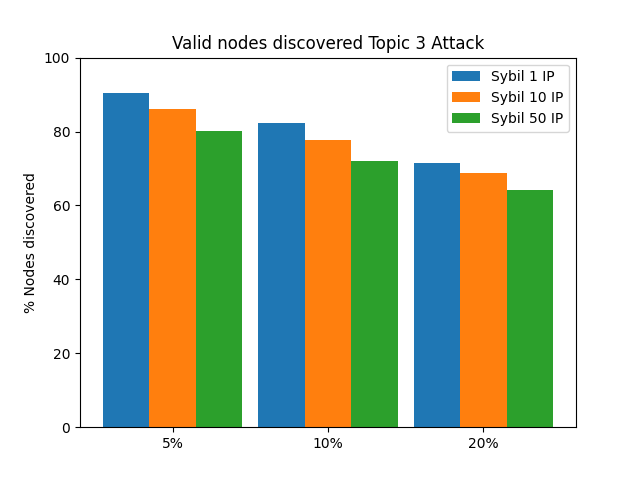 Valid nodes discovered Topic 3 Attack
% Nodes discovered
100
80
60
40
20
0
5%
10%
20%
Sybil 1 IP
Sybil 10 IP
Sybil 50 IP